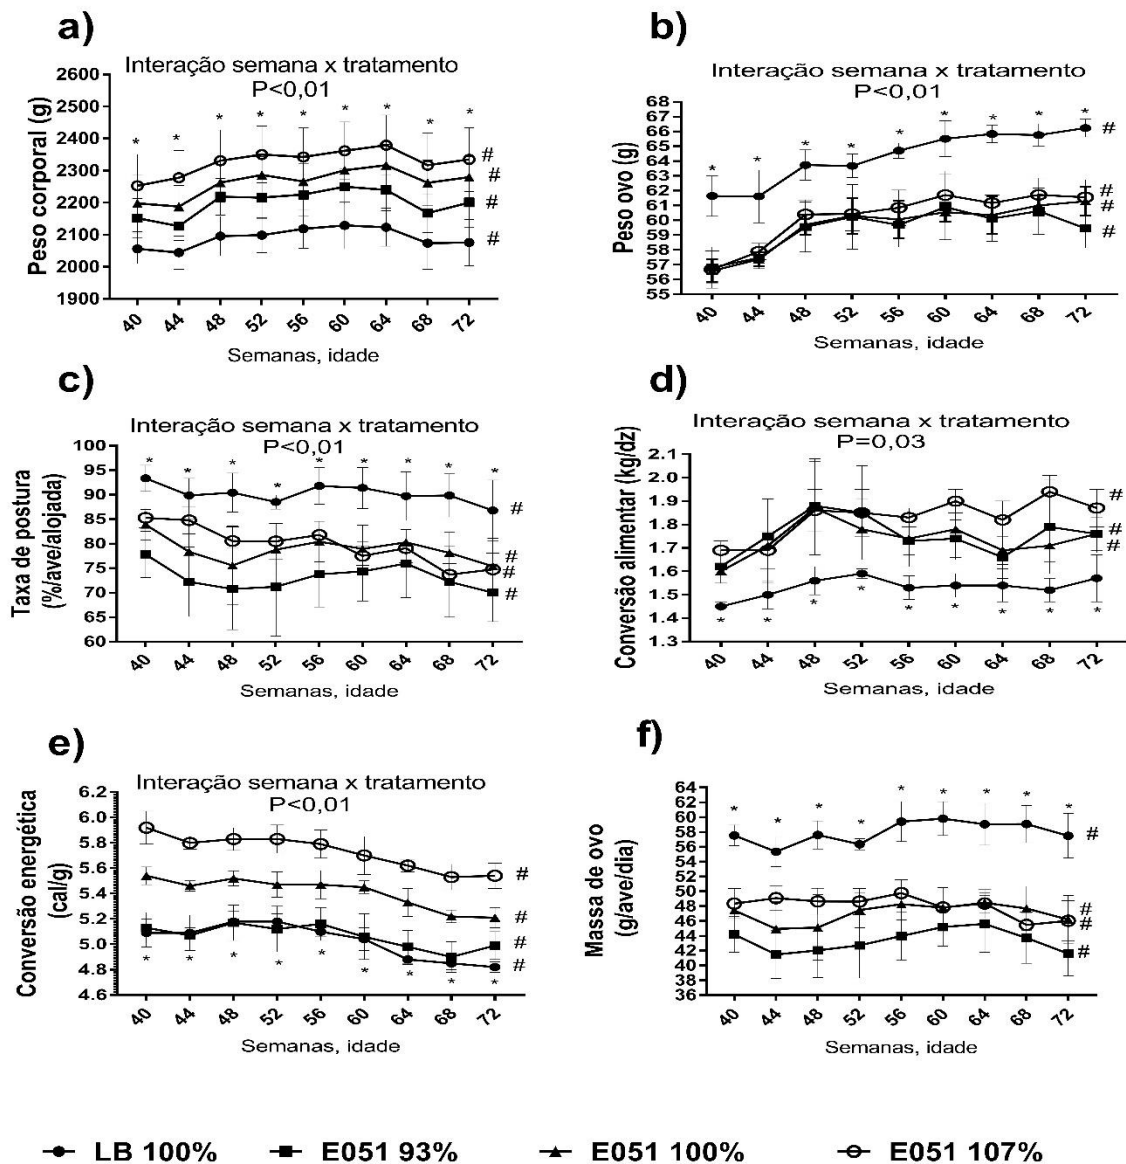 a)
Interação semana x tratamento
P<0,01
Peso corporal (g)
2600
2500
2400
2300
2200
2100
2000
1900
* * * * * * * * *
#
#
#
#
40 44 48 52 56 60 64 68 72
Semanas, idade
b)
Interação semana x tratamento
P<0,01
Peso ovo (g)
68
67
66
65
64
63
62
61
60
59
58
57
56
55
* * * * * * * * *
#
#
#
#
40 44 48 52 56 60 64 68 72
Semanas, idade
c)
Interação semana x tratamento
P<0,01
Taxa de postura
(%/ave/alojada)
100
95
90
85
80
75
70
65
60
* * * * * * * * *
#
#
#
#
40 44 48 52 56 60 64 68 72
Semanas, idade
d)
Interação semana x tratamento
P=0,03
Conversão alimentar (kg/dz)
2.1
2.0
1.9
1.8
1.7
1.6
1.5
1.4
1.3
#
#
#
* * * * * * * * *
40 44 48 52 56 60 64 68 72
Semanas, idade
e)
Interação semana x tratamento
P<0,01
Conversão energética
(cal/g)
6.2
6.0
5.8
5.6
5.4
5.2
5.0
4.8
4.6
#
#
#
#
* * * * * * * * *
40 44 48 52 56 60 64 68 72
Semanas, idade
f)
Massa de ovo
(g/ave/dia)
64
62
60
58
56
54
52
50
48
46
44
42
40
38
36
* * * * * * * * *
#
#
#
#
40 44 48 52 56 60 64 68 72
Semanas, idade
LB 100% E051 93% E051 100% E051 107%